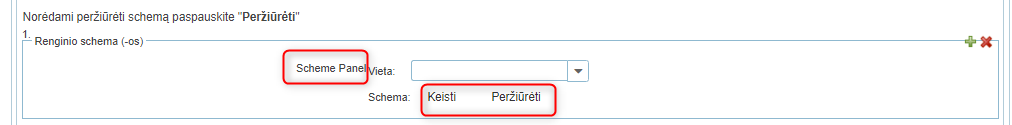 Norėdami peržiūrėti schemą paspauskite "Peržiūrėti"
1.
Renginio schema (-os)
Scheme Panel Vieta:
Schema: Keisti Peržiūrėti